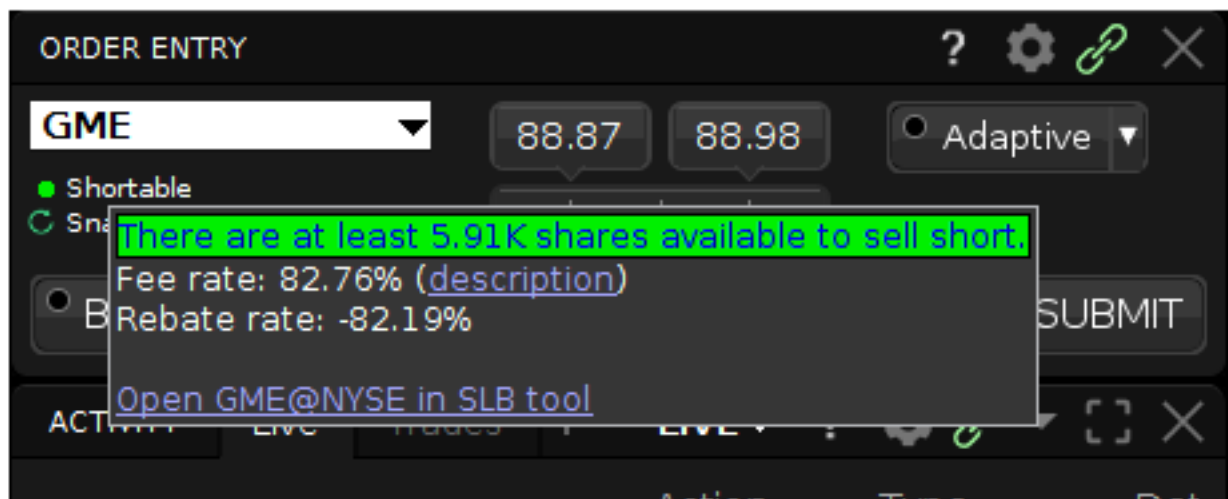 ORDER ENTRY ?
GME 88.87 88.98 Adaptive
Shortable
There are at least 5.91K shares available to sell short.
Fee rate: 82.76% (description)
Rebate rate: -82.19%
SUBMIT
Open GME@NYSE in SLB tool